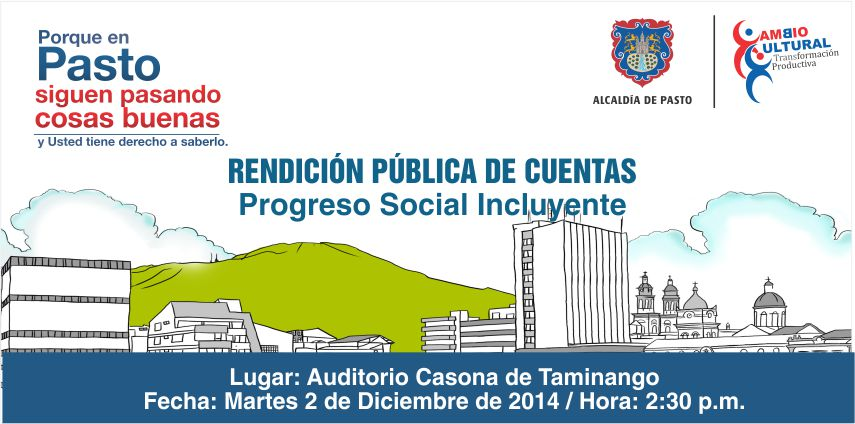 Porque en
Pasto
siguen pasando
cosas buenas
y Usted tiene derecho a saberlo.
ALCALDÍA DE PASTO
CAMBIO
CULTURAL
Transformación
Productiva
RENDICIÓN PÚBLICA DE CUENTAS
Progreso Social Incluyente
Lugar: Auditorio Casona de Taminango
Fecha: Martes 2 de Diciembre de 2014 / Hora: 2:30 p.m.